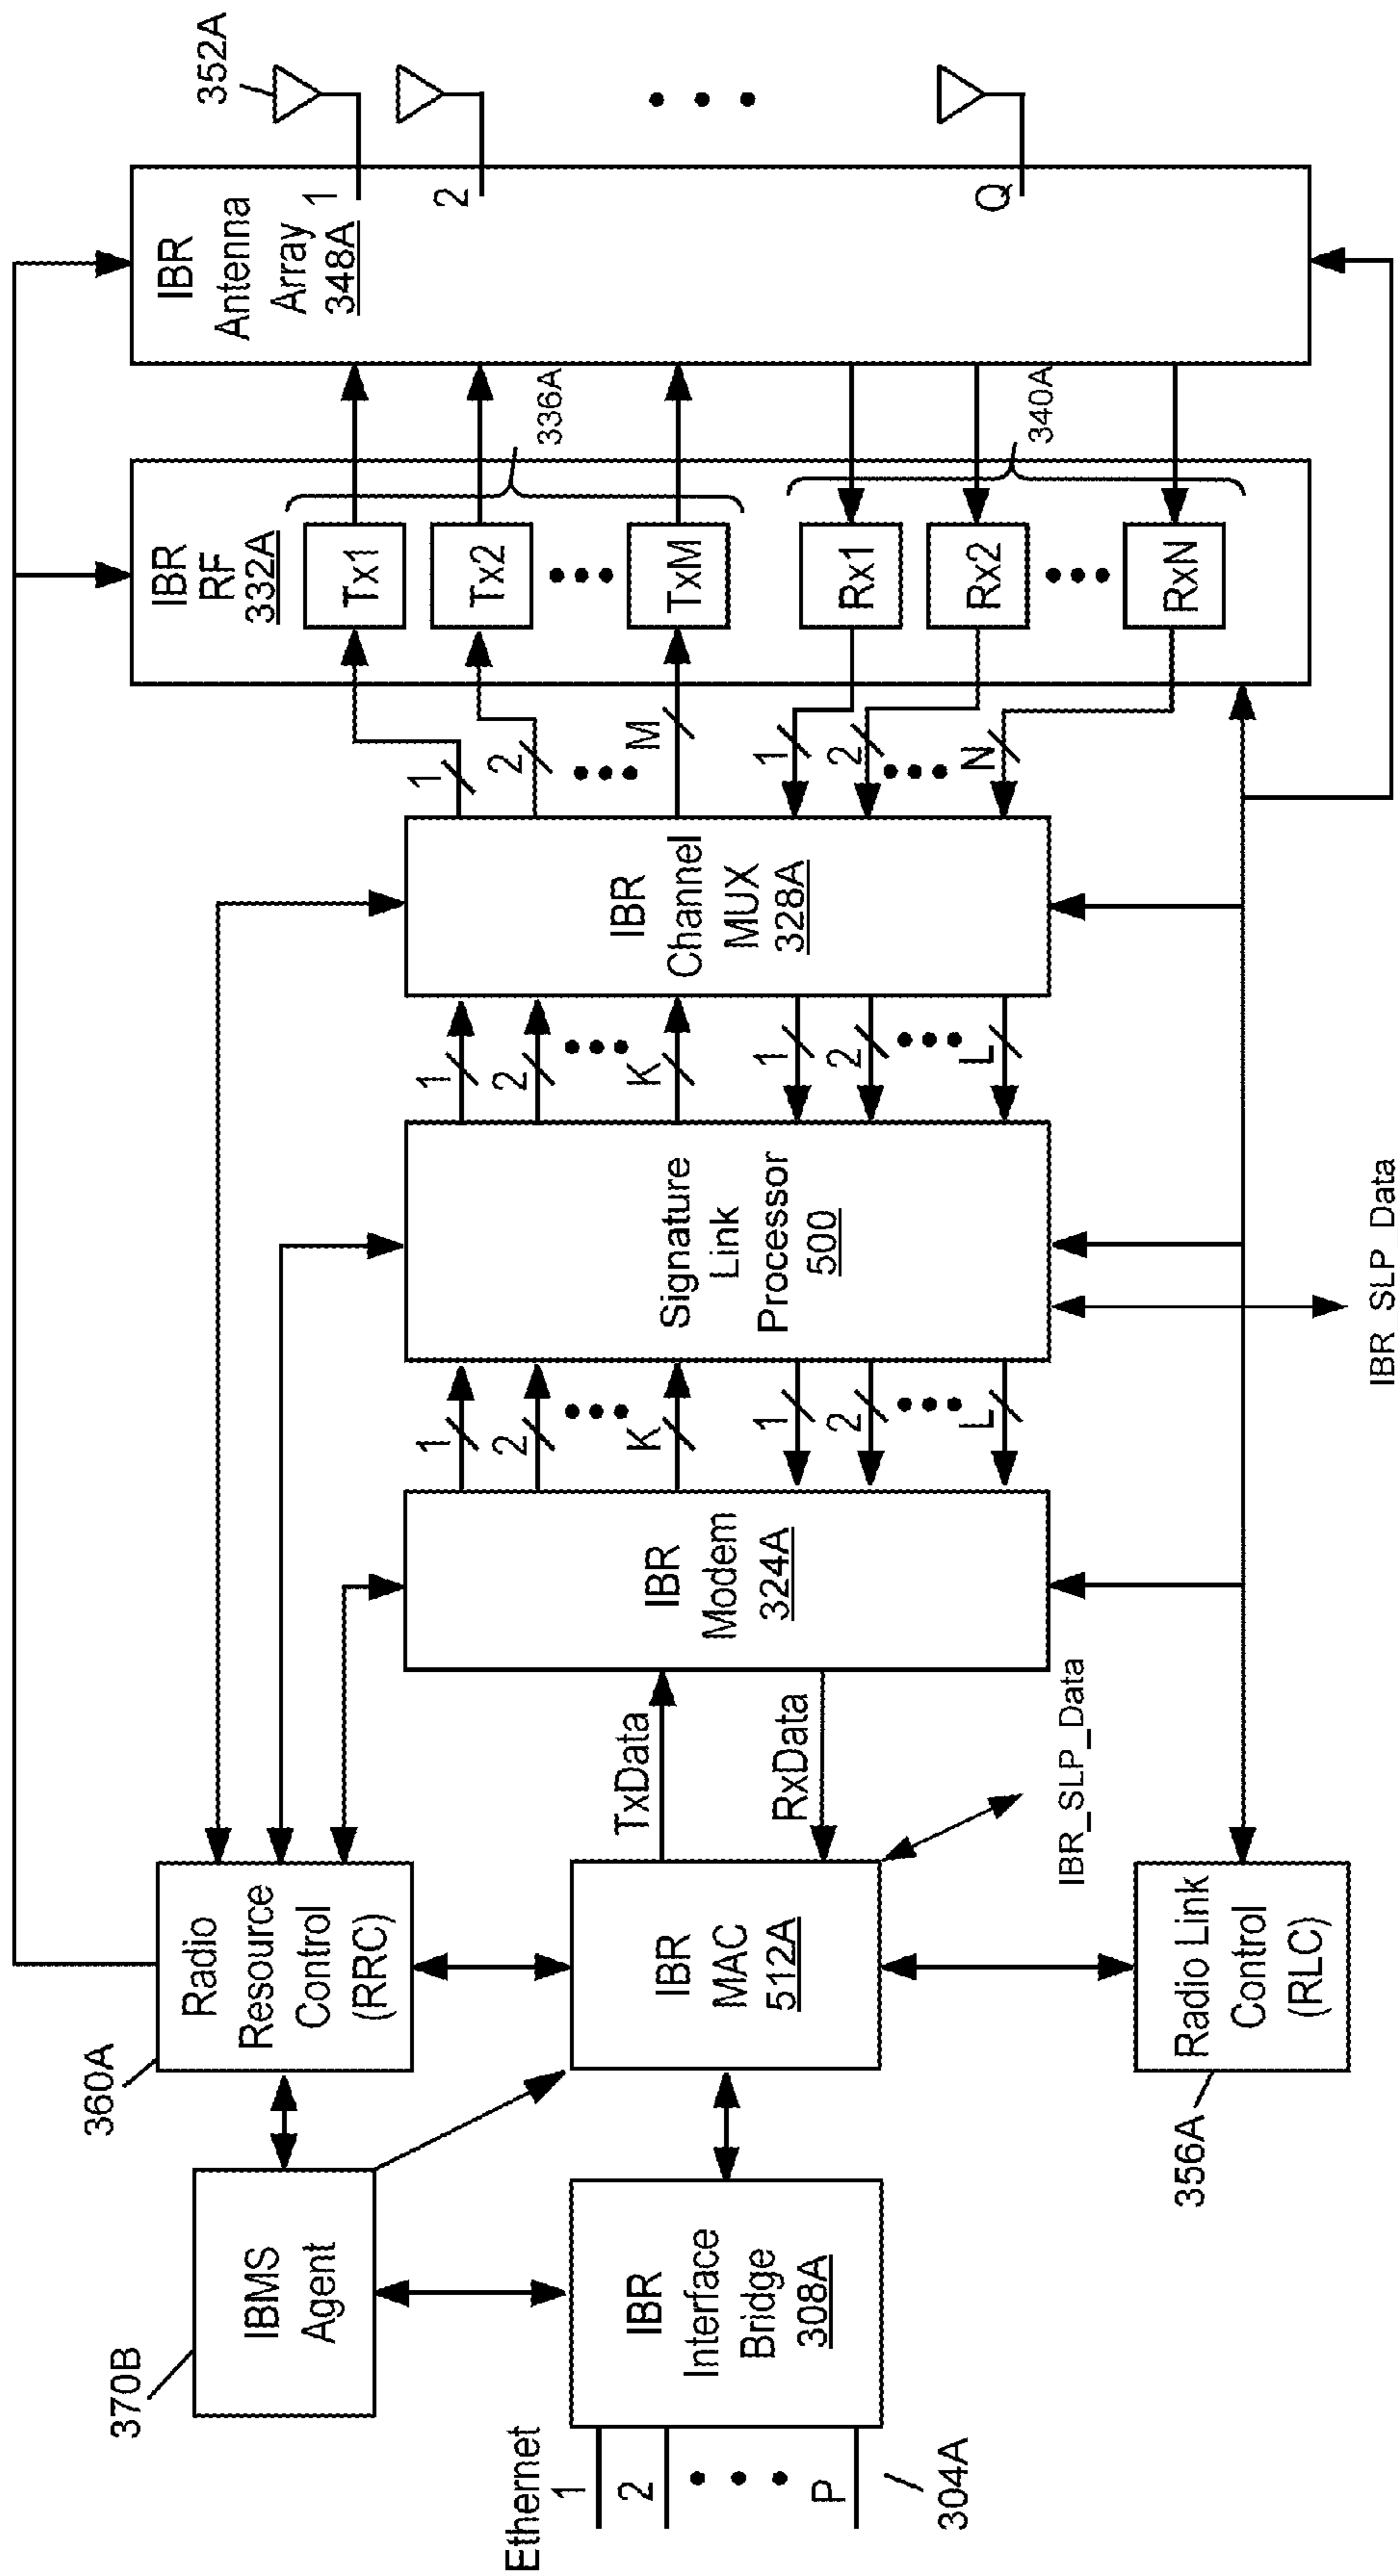 Ethernet
1
2
P
304A
370B
IBMS
Agent
IBR
Interface
Bridge
308A
360A
Radio
Resource
Control
(RRC)
IBR
MAC
512A
356A
Radio Link
Control
(RLC)
TxData
RxData
IBR_SLP_Data
IBR
Modem
324A
1
2
K
1
2
L
Signature
Link
Processor
500
IBR_SLP_Data
1
2
K
1
2
L
IBR
Channel
MUX
328A
1
2
M
1
2
N
IBR
RF
332A
Tx1
Tx2
TxM
Rx1
Rx2
RxN
336A
340A
IBR
Antenna
Array
348A
1
2
Q
352A